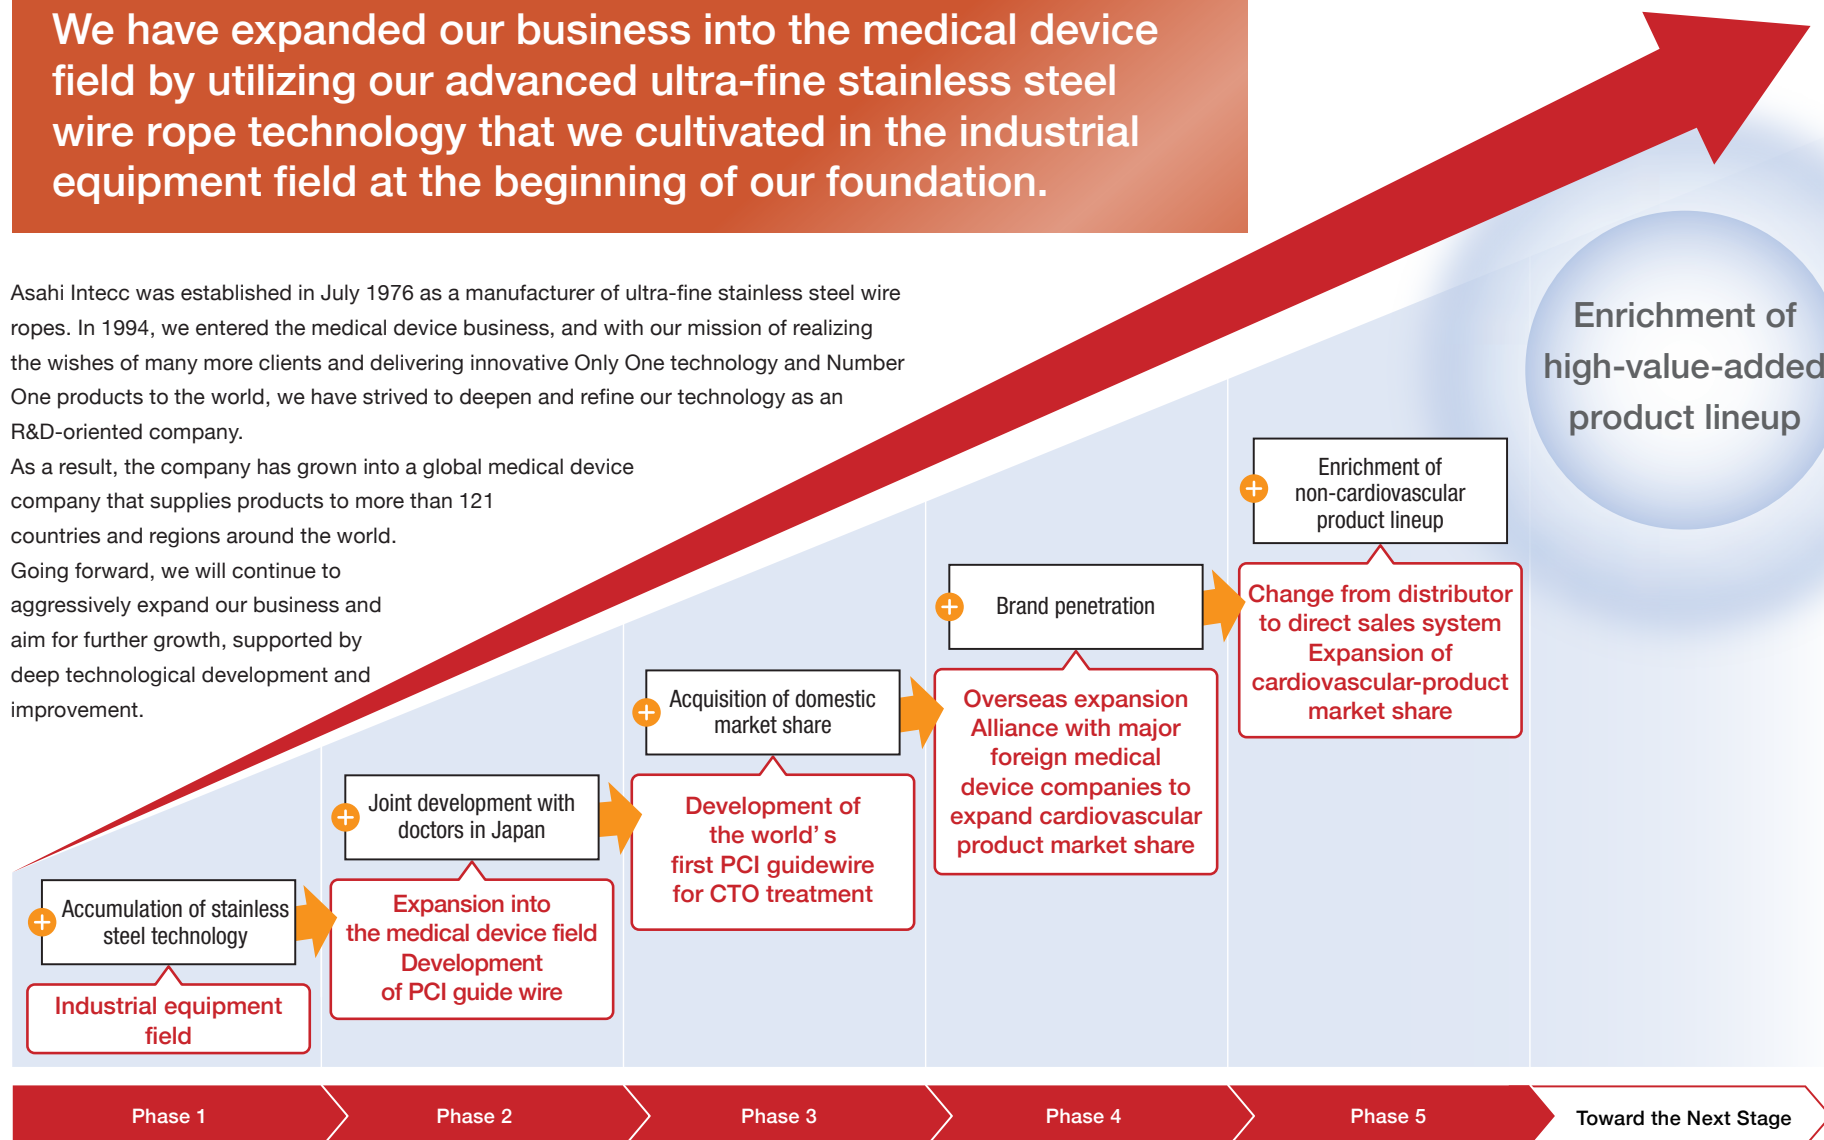 We have expanded our business into the medical device
field by utilizing our advanced ultra-fine stainless steel
wire rope technology that we cultivated in the industrial
equipment field at the beginning of our foundation.
Asahi Intecc was established in July 1976 as a manufacturer of ultra-fine stainless steel wire
ropes. In 1994, we entered the medical device business, and with our mission of realizing
the wishes of many more clients and delivering innovative Only One technology and Number
One products to the world, we have strived to deepen and refine our technology as an
R&D-oriented company.
As a result, the company has grown into a global medical device
company that supplies products to more than 121
countries and regions around the world.
Going forward, we will continue to
aggressively expand our business and
aim for further growth, supported by
deep technological development and
improvement.
Accumulation of stainless
steel technology
Industrial equipment
field
Joint development with
doctors in Japan
Expansion into
the medical device field
Development
of PCI guide wire
Acquisition of domestic
market share
Development of
the world’ s
first PCI guidewire
for CTO treatment
Brand penetration
Overseas expansion
Alliance with major
foreign medical
device companies to
expand cardiovascular
product market share
Enrichment of
non-cardiovascular
product lineup
Change from distributor
to direct sales system
Expansion of
cardiovascular-product
market share
Enrichment of
high-value-added
product lineup
Phase 1
Phase 2
Phase 3
Phase 4
Phase 5
Toward the Next Stage